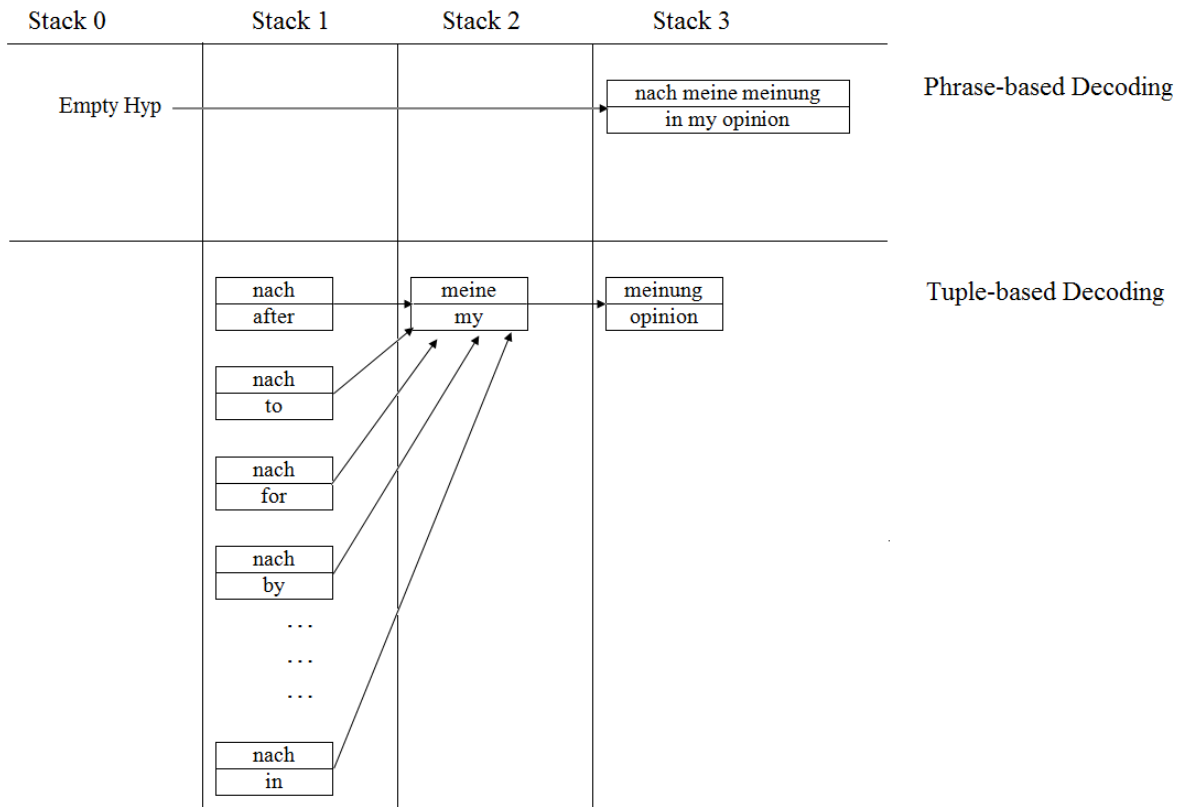 Stack 0 Stack 1 Stack 2 Stack 3
Phrase-based Decoding
Empty Hyp
nach meine meinung
in my opinion
Tuple-based Decoding
nach
after
meine
my
meinung
opinion
nach
to
nach
for
nach
by
...
...
...
nach
in